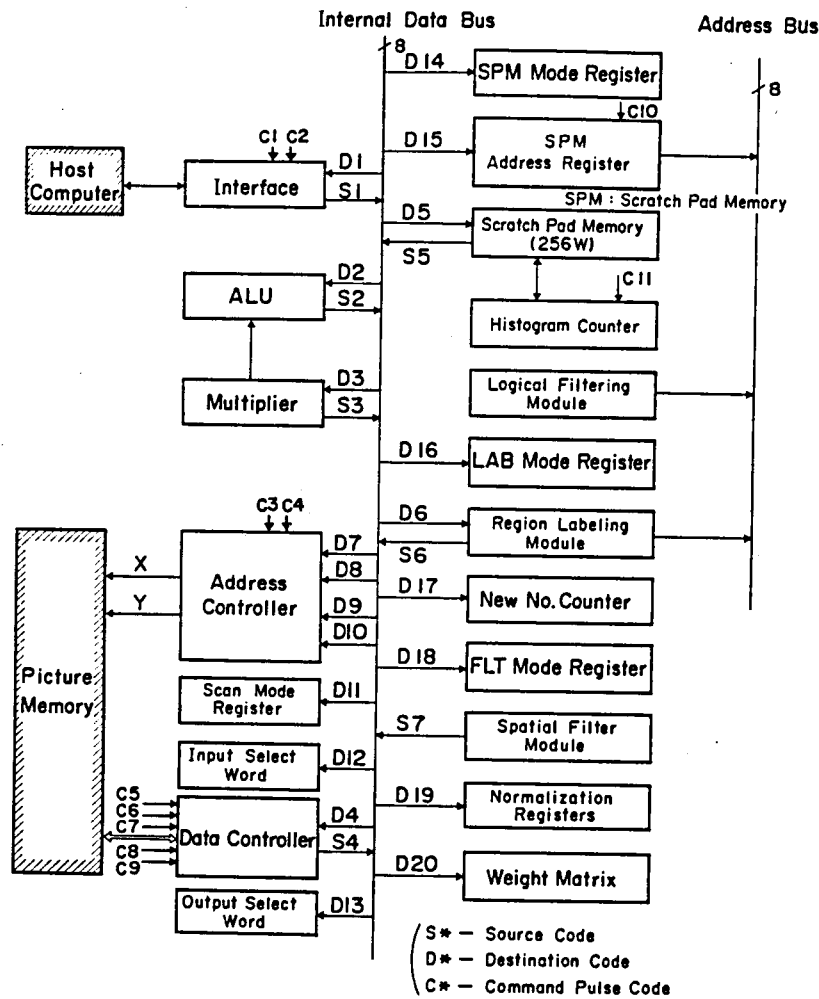 Internal Data Bus
Address Bus
8
8
D14
SPM Mode Register
C10
D15
SPM
Address Register
SPM : Scratch Pad Memory
C1 C2
Host
Computer
Interface
D1
S1
D5
Scratch Pad Memory
(256W)
S5
D2
ALU
S2
C11
Histogram Counter
D3
Multiplier
S3
Logical Filtering
Module
D16
LAB Mode Register
C3 C4
D6
Region Labeling
Module
S6
D7
X
Address
Controller
D8
D17
New No. Counter
Y
D9
D10
D18
FLT Mode Register
Picture
Memory
Scan Mode
Register
D11
S7
Spatial Filter
Module
Input Select
Word
D12
C5
C6
C7
C8
C9
Data Controller
D4
S4
D19
Normalization
Registers
D20
Weight Matrix
Output Select
Word
D13
S* — Source Code
D* — Destination Code
C* — Command Pulse Code